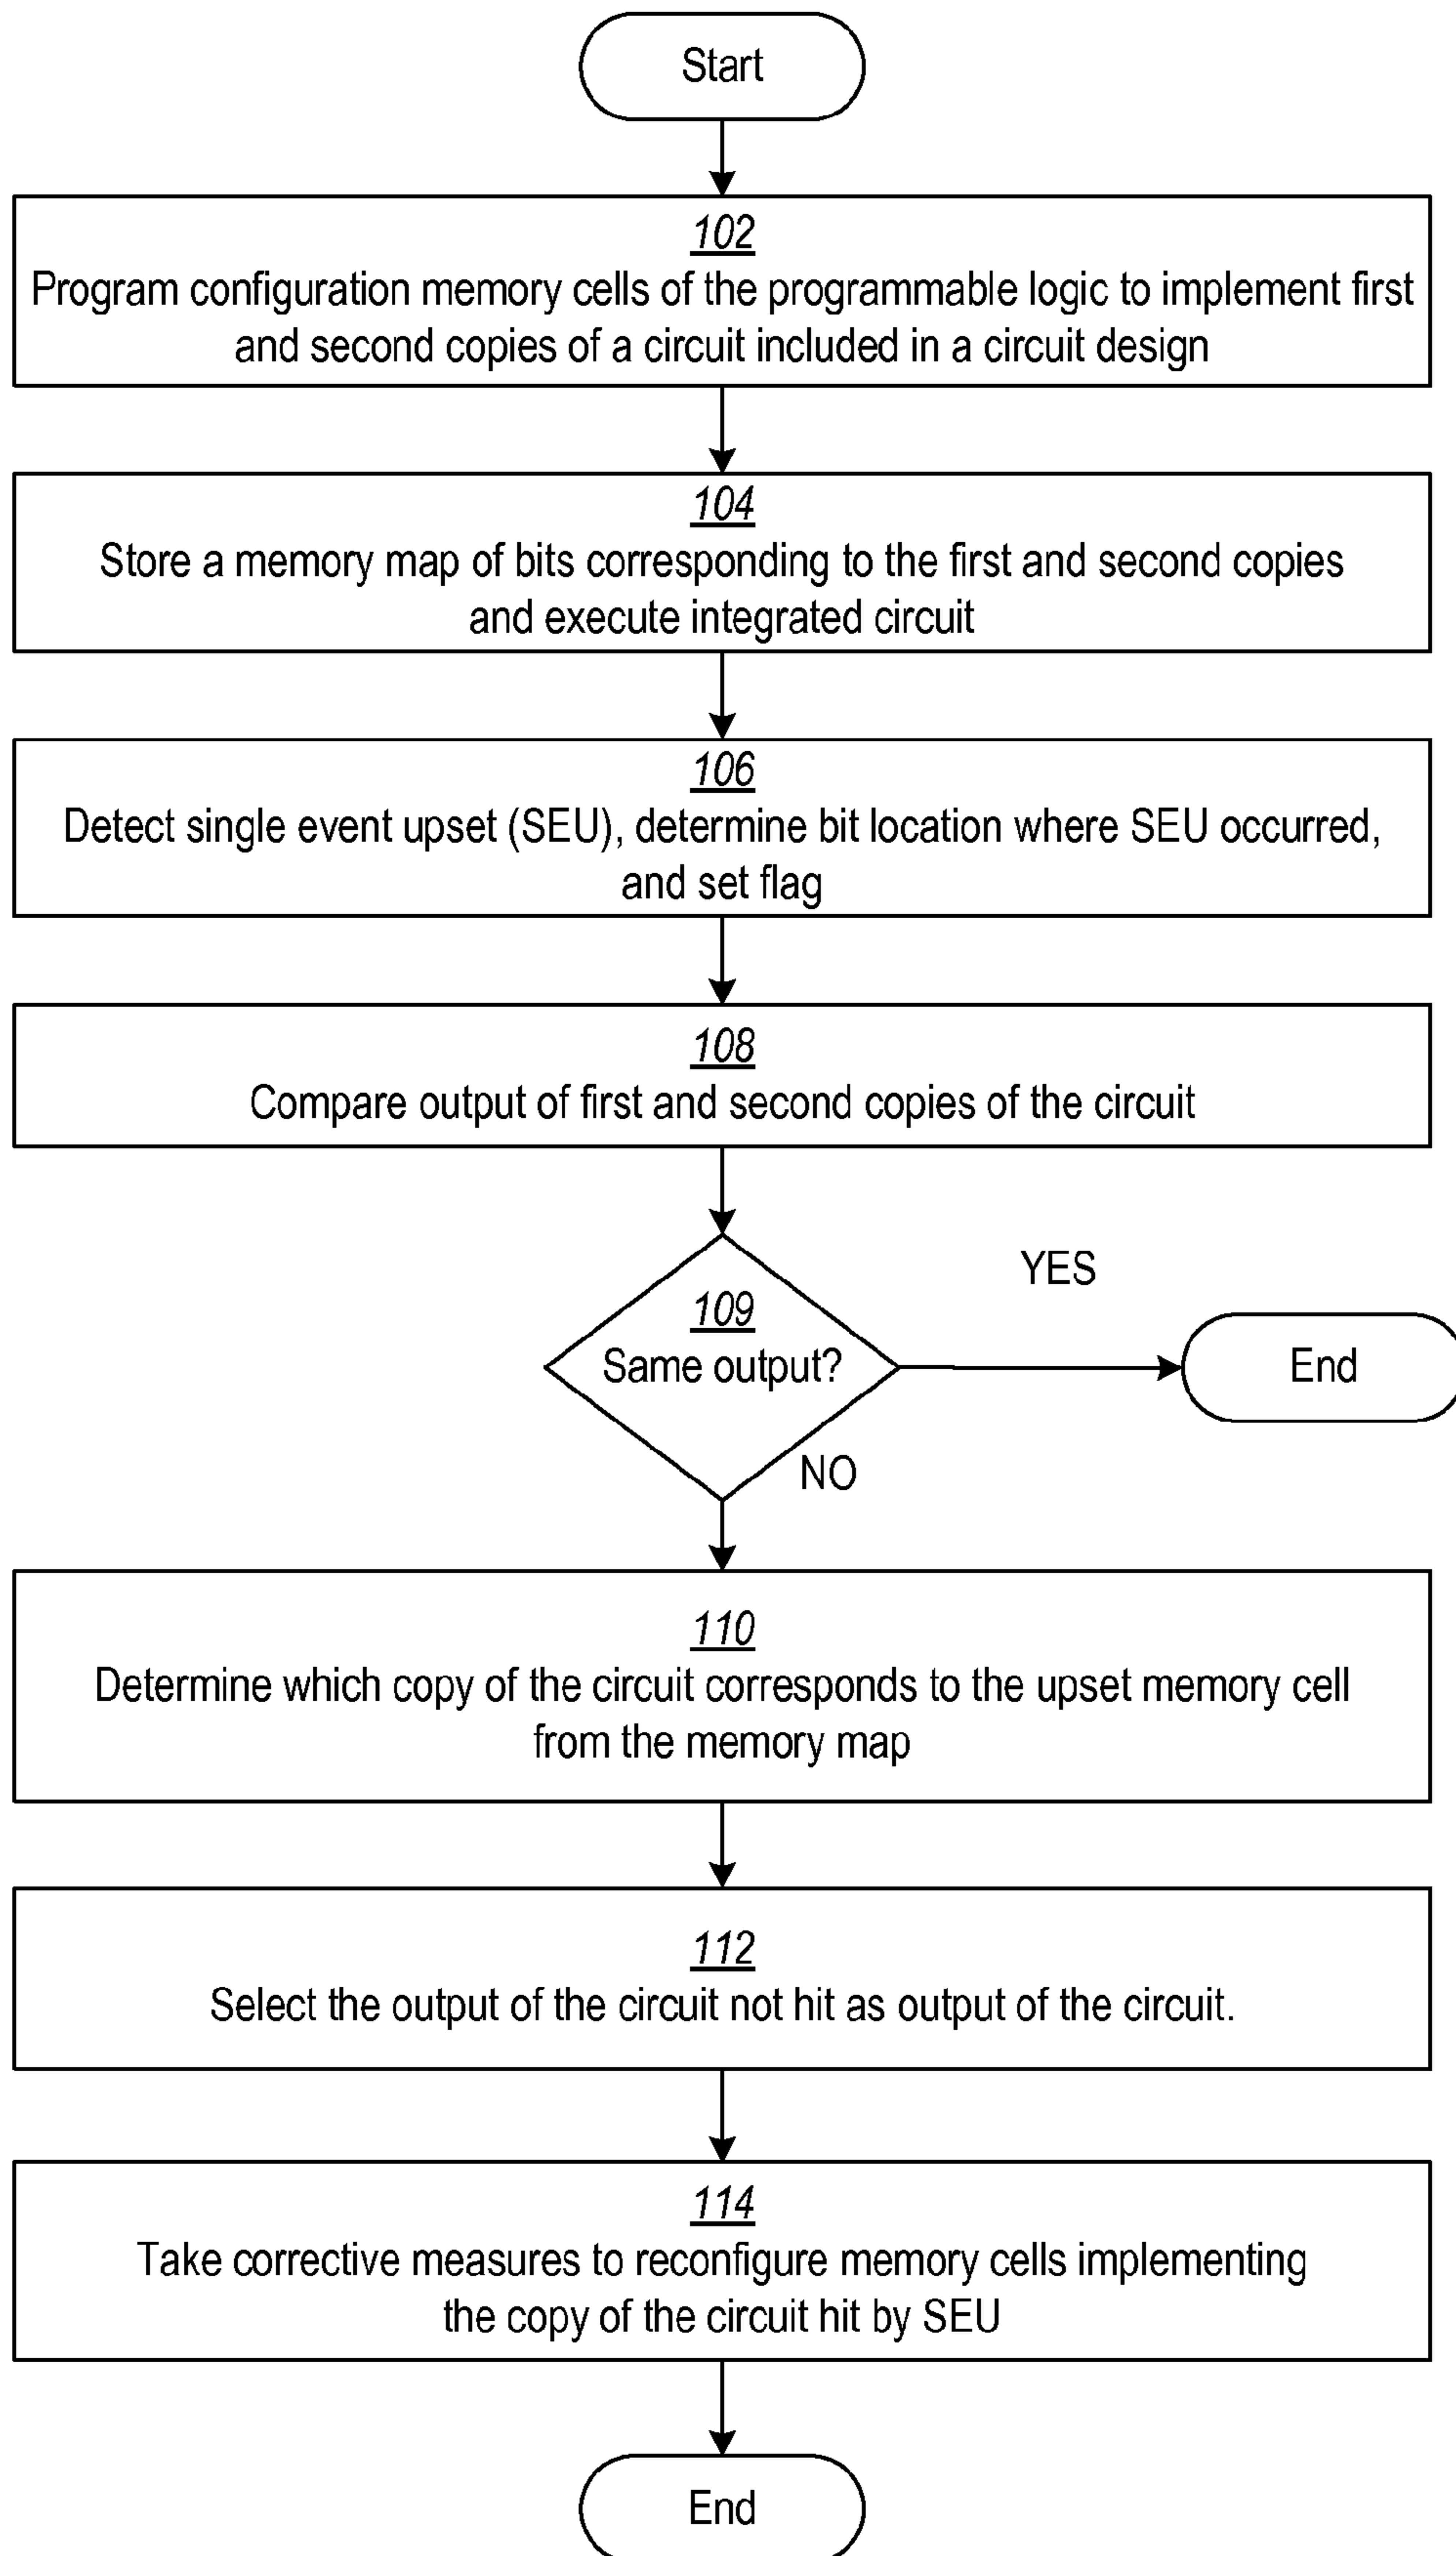 Start
102
Program configuration memory cells of the programmable logic to implement first
and second copies of a circuit included in a circuit design
104
Store a memory map of bits corresponding to the first and second copies
and execute integrated circuit
106
Detect single event upset (SEU), determine bit location where SEU occurred,
and set flag
108
Compare output of first and second copies of the circuit
109
Same output?
YES
End
NO
110
Determine which copy of the circuit corresponds to the upset memory cell
from the memory map
112
Select the output of the circuit not hit as output of the circuit.
114
Take corrective measures to reconfigure memory cells implementing
the copy of the circuit hit by SEU
End